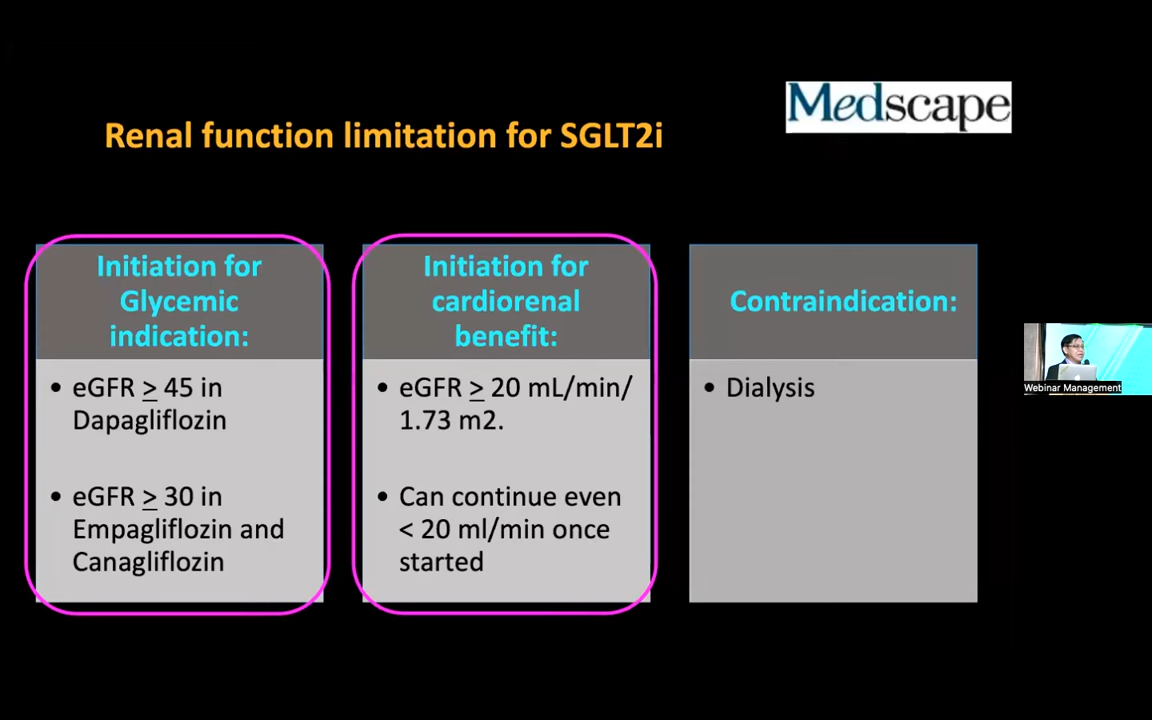 Medscape
Renal function limitation for SGLT2i
Initiation for
Glycemic
indication:
• eGFR ≥ 45 in
Dapagliflozin
• eGFR ≥ 30 in
Empagliflozin and
Canagliflozin
Initiation for
cardiorenal
benefit:
• eGFR ≥ 20 mL/min/
1.73 m2.
• Can continue even
< 20 ml/min once
started
Contraindication:
• Dialysis
Webinar Management